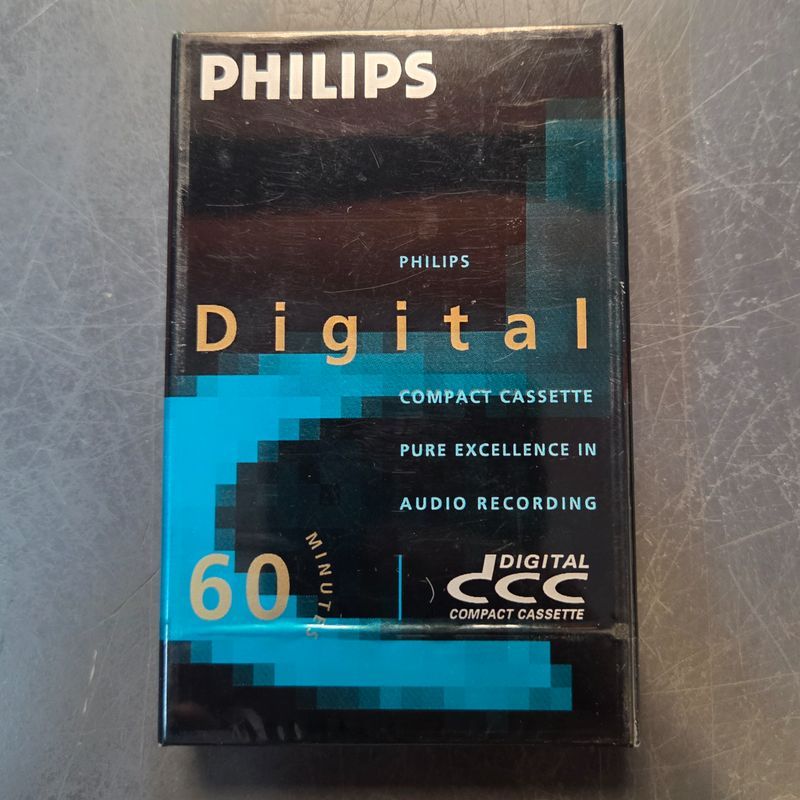 PHILIPS
PHILIPS
Digital
COMPACT CASSETTE
PURE EXCELLENCE IN
AUDIO RECORDING
60 MINUTES
DIGITAL
dcc
COMPACT CASSETTE